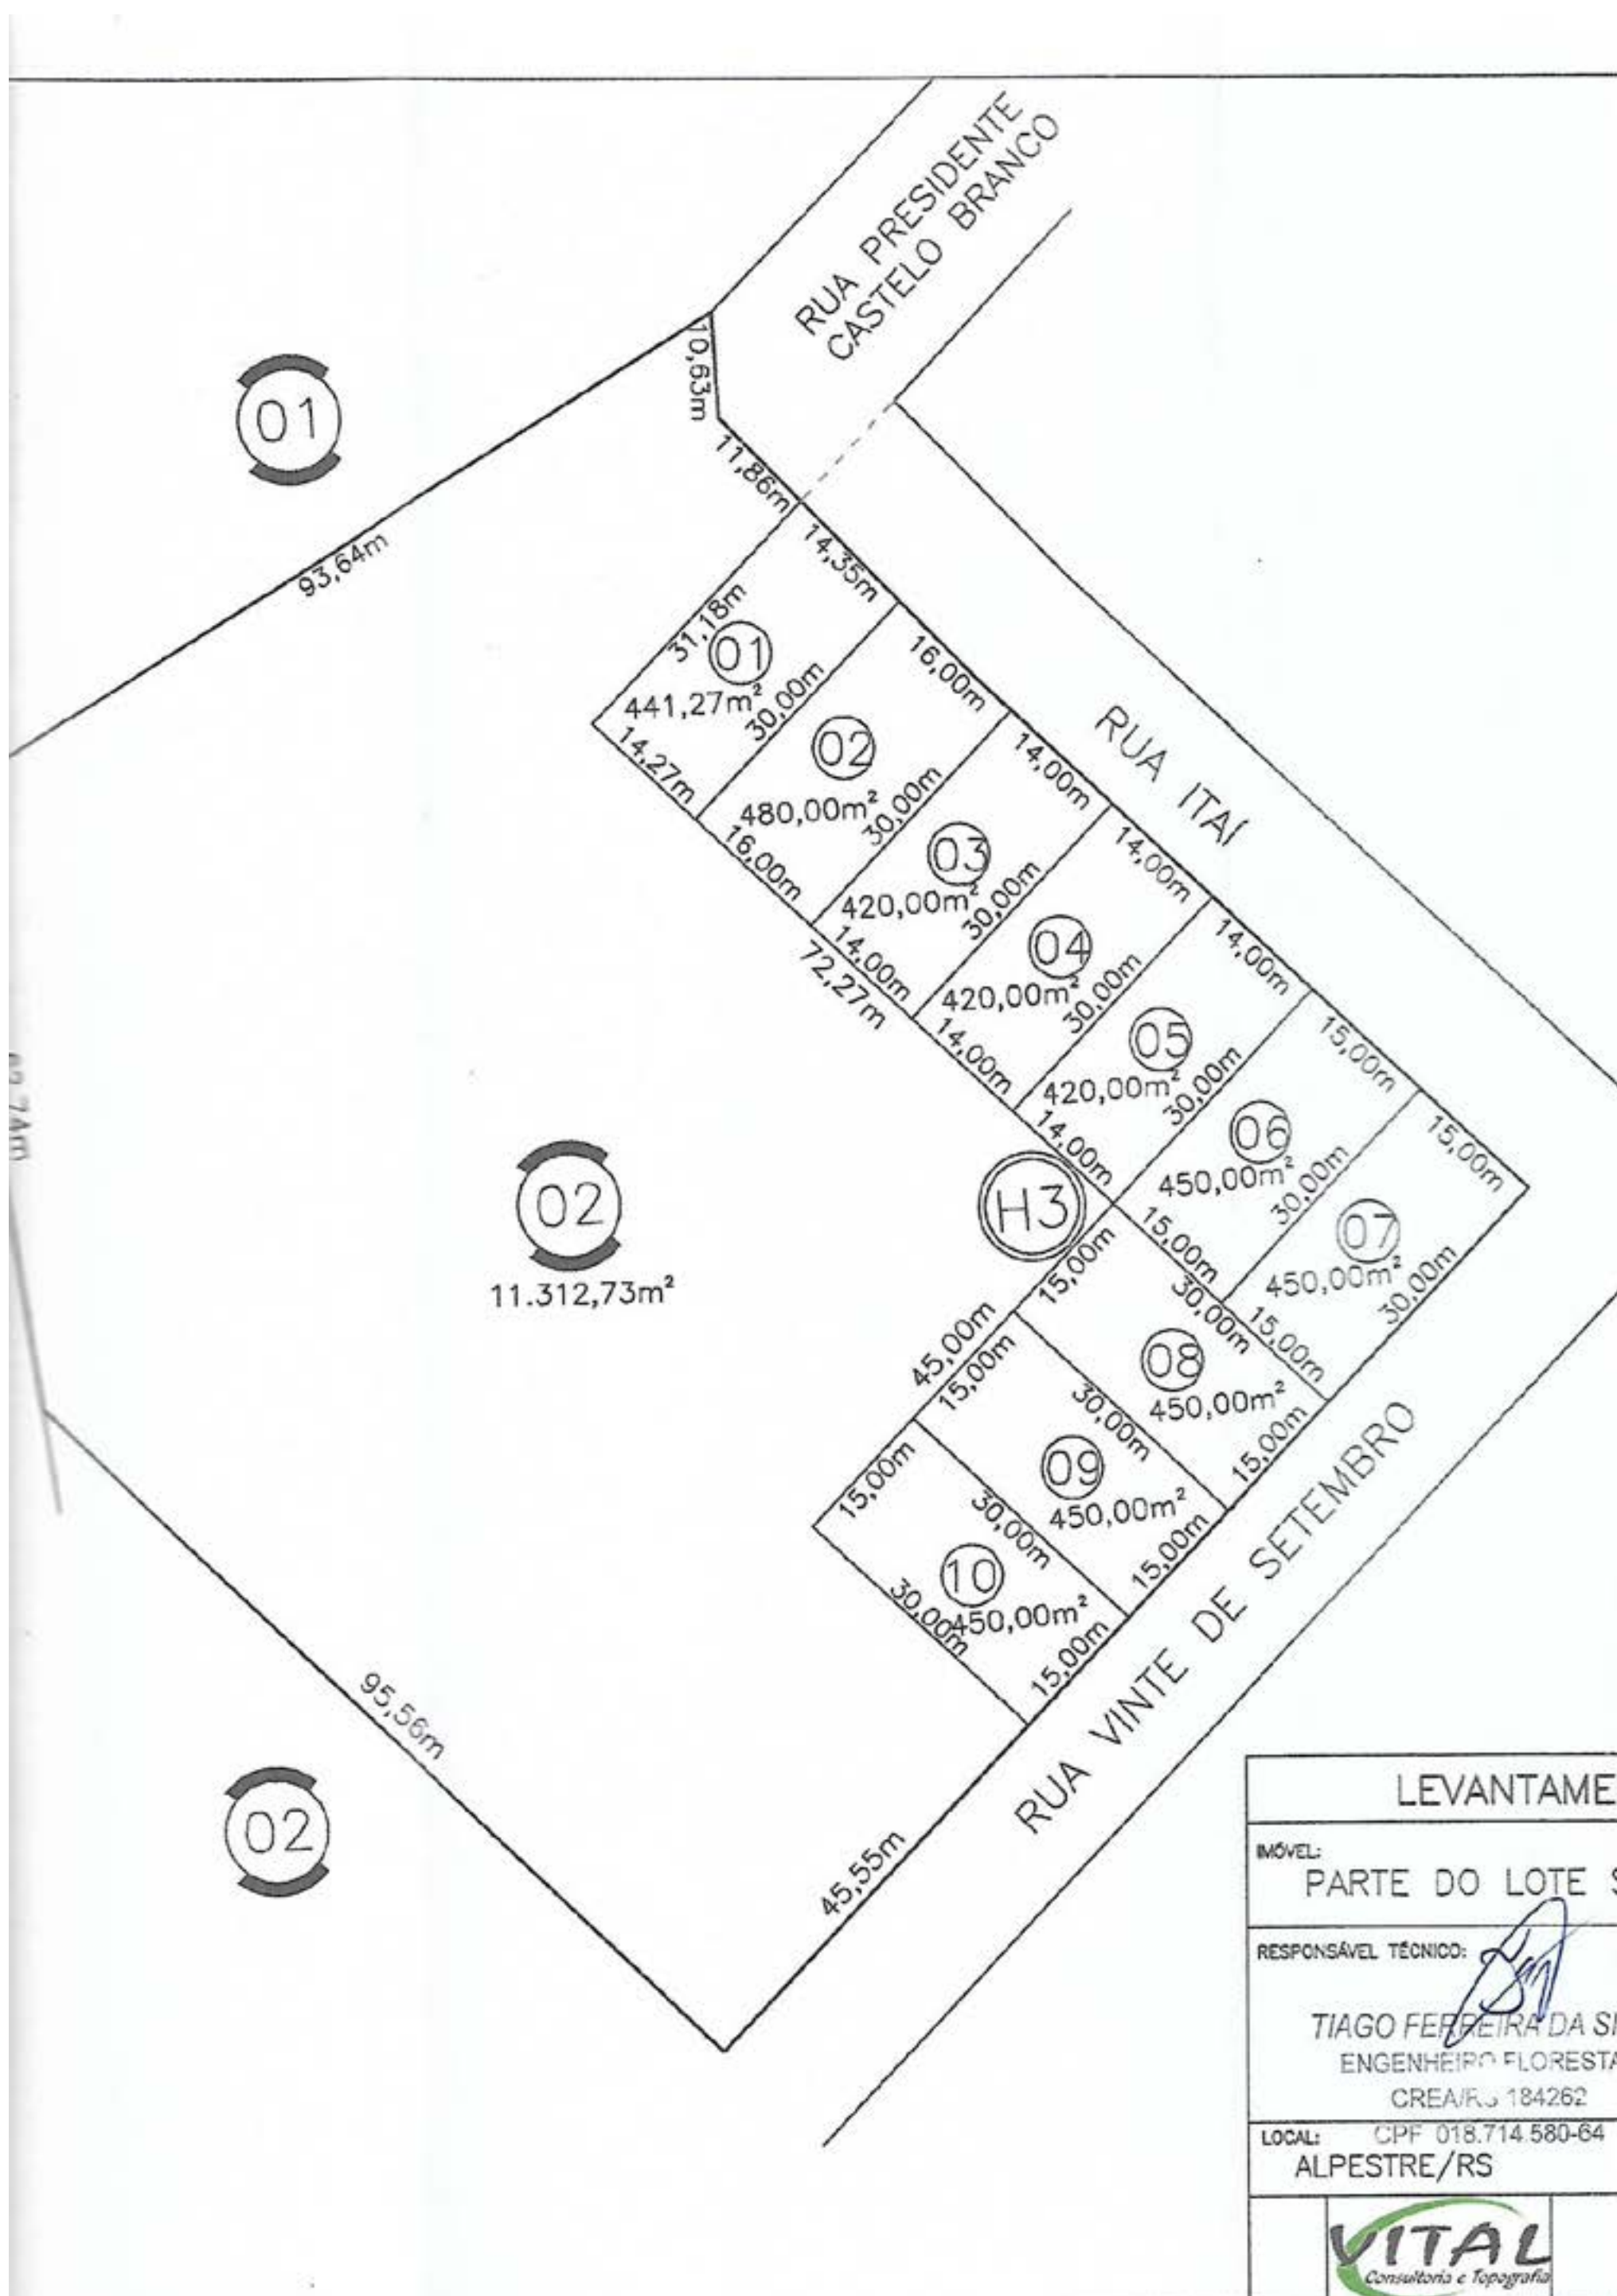 RUA PRESIDENTE
CASTELO BRANCO
01
10,63m
11,86m
93,64m
14,35m
31,18m
01
441,27m²
30,00m
14,27m
16,00m
02
480,00m²
30,00m
16,00m
RUA ITAÍ
14,00m
03
420,00m²
30,00m
14,00m
72,27m
14,00m
04
420,00m²
30,00m
14,00m
14,00m
05
420,00m²
30,00m
14,00m
15,00m
06
450,00m²
30,00m
15,00m
15,00m
07
450,00m²
30,00m
15,00m
H3
02
11.312,73m²
15,00m
30,00m
08
450,00m²
15,00m
45,00m
15,00m
30,00m
09
450,00m²
15,00m
15,00m
30,00m
10
450,00m²
30,00m
15,00m
RUA VINTE DE SETEMBRO
95,56m
45,55m
02
LEVANTAME
IMÓVEL:
PARTE DO LOTE
RESPONSÁVEL TÉCNICO:
TIAGO FERREIRA DA SI
ENGENHEIRO FLORESTA
CREA/RS 184262
CPF 018.714.580-64
LOCAL:
ALPESTRE/RS
VITAL
Consultoria e Topografia